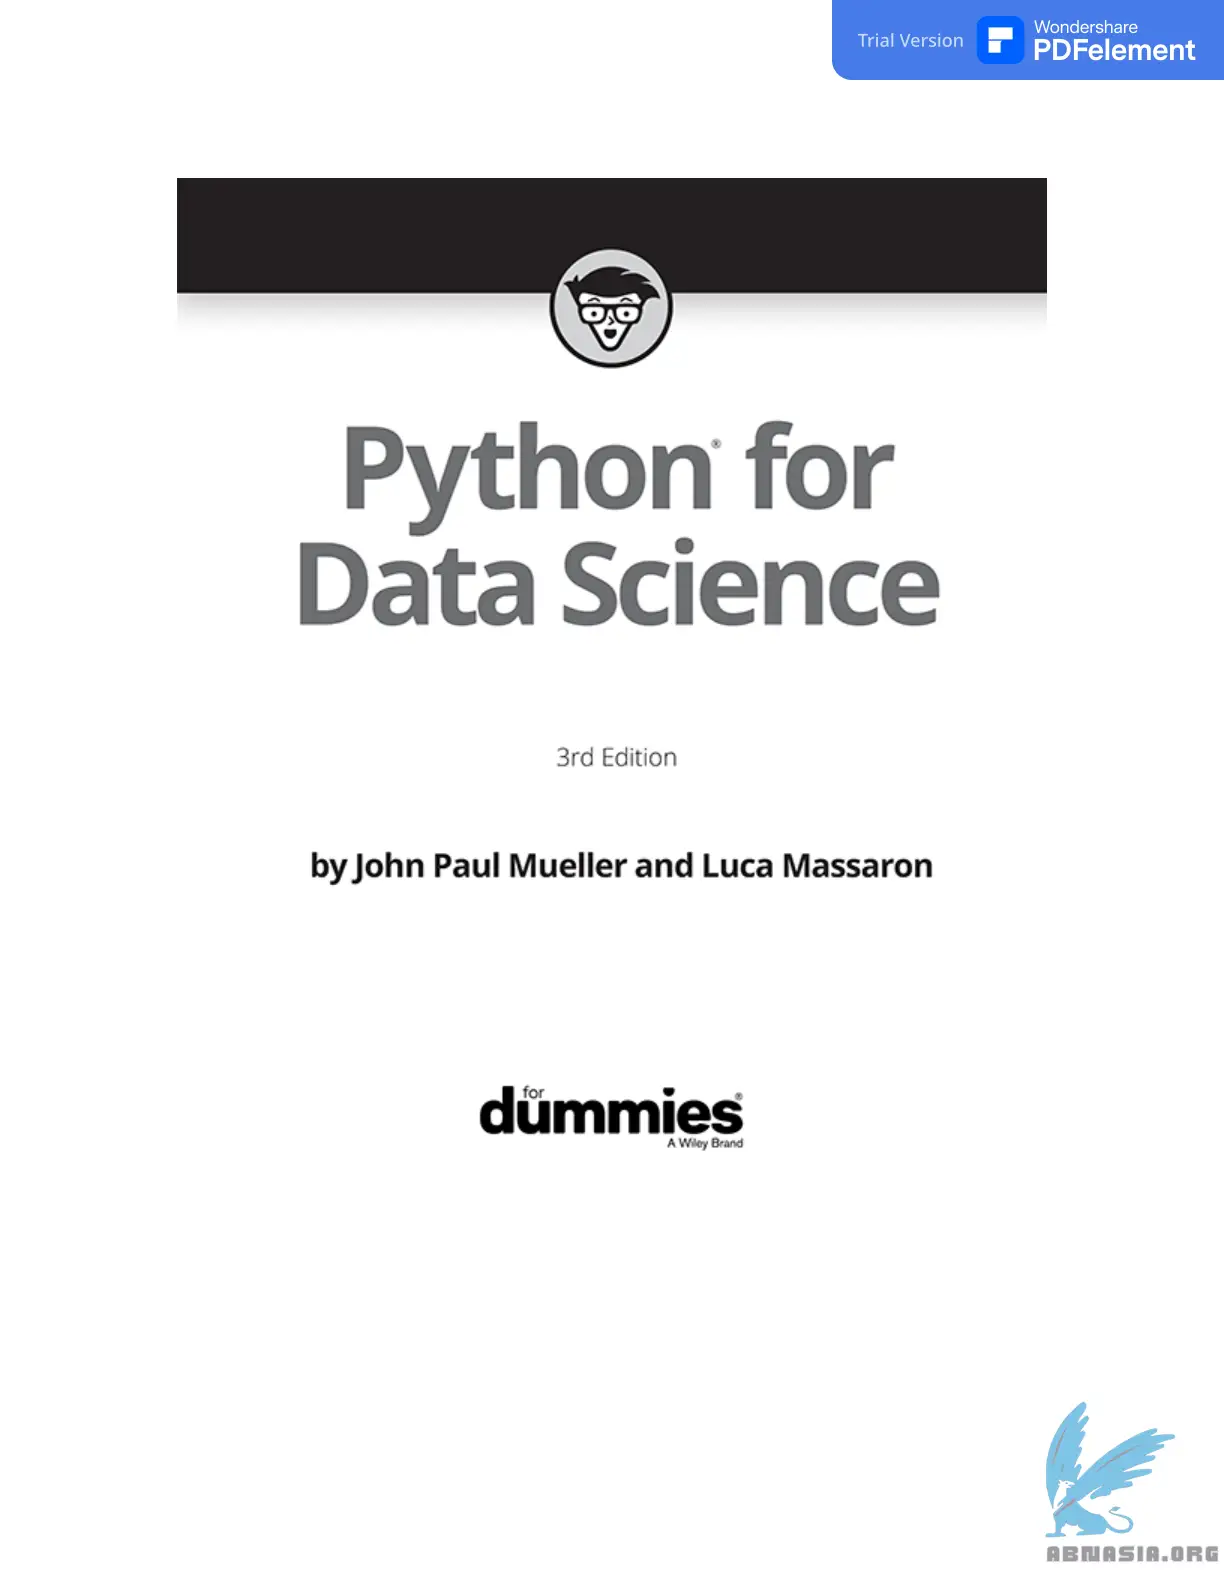 Trial Version
Wondershare
PDFelement
Python® for
Data Science
3rd Edition
by John Paul Mueller and Luca Massaron
for
dummies®
A Wiley Brand
ABNASIA.ORG